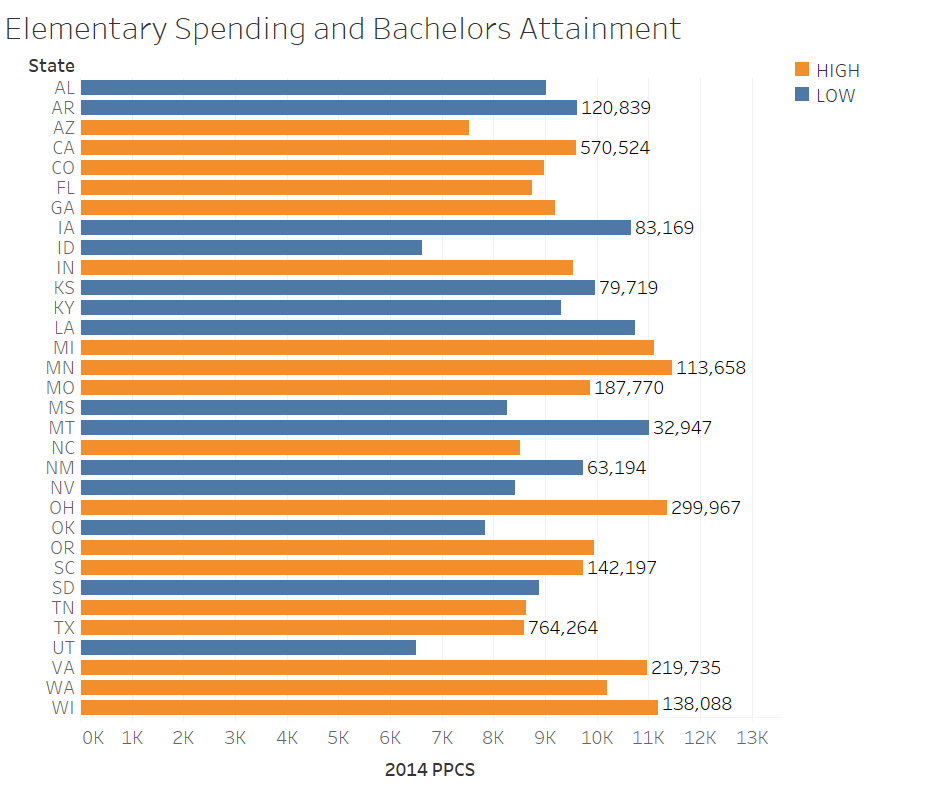 Elementary Spending and Bachelors Attainment
State
HIGH
LOW
AL
AR 120,839
AZ
CA 570,524
CO
FL
GA
IA 83,169
ID
IN
KS 79,719
KY
LA
MI
MN 113,658
MO 187,770
MS
MT 32,947
NC
NM 63,194
NV
OH 299,967
OK
OR
SC 142,197
SD
TN
TX 764,264
UT
VA 219,735
WA
WI 138,088
0K 1K 2K 3K 4K 5K 6K 7K 8K 9K 10K 11K 12K 13K
2014 PPCS